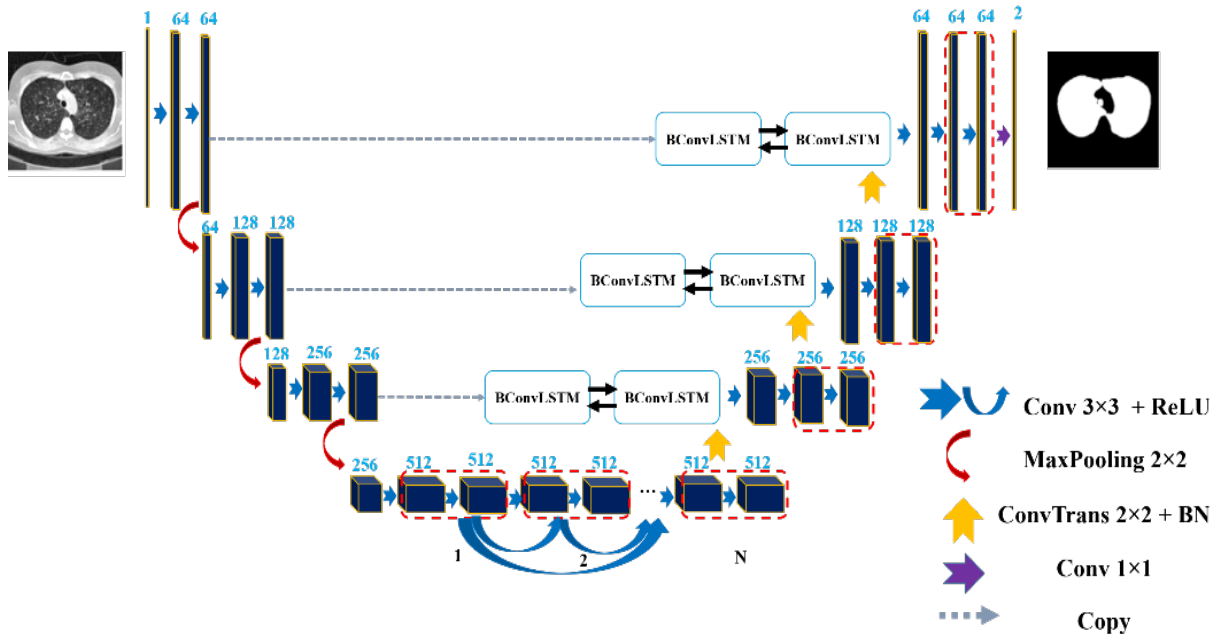 1 64 64
64 64 64 2
BConvLSTM BConvLSTM
64 128 128
128 128 128
BConvLSTM BConvLSTM
128 256 256
256 256 256
BConvLSTM BConvLSTM
256 512 512 512 512 ... 512 512
1 2 N
Conv 3×3 + ReLU
MaxPooling 2×2
ConvTrans 2×2 + BN
Conv 1×1
Copy